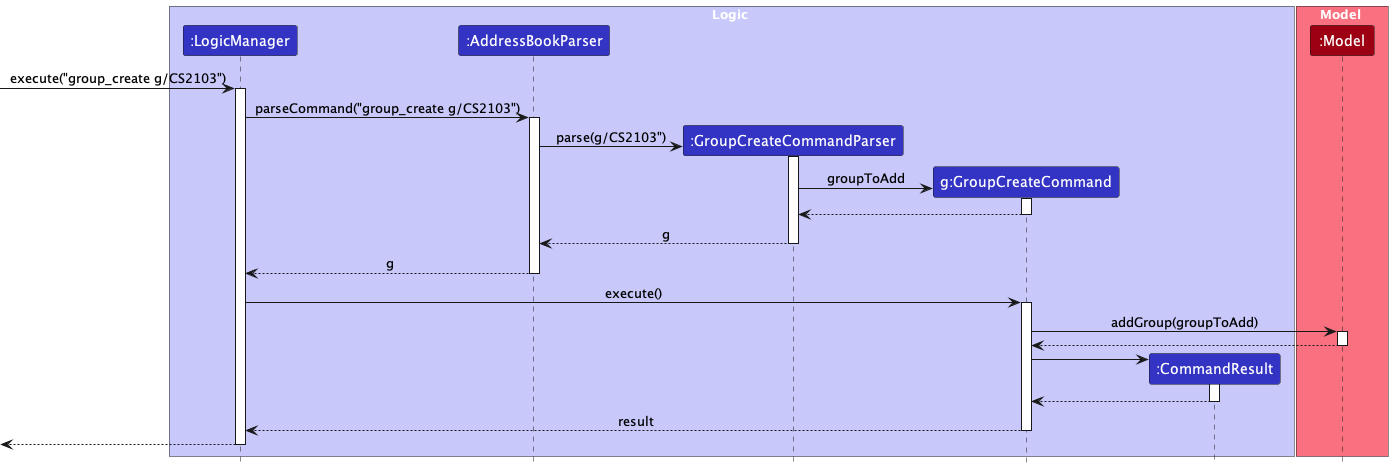 Logic
Model
:LogicManager
:AddressBookParser
:Model
execute("group_create g/CS2103")
parseCommand("group_create g/CS2103")
parse(g/CS2103")
:GroupCreateCommandParser
groupToAdd
g:GroupCreateCommand
g
g
execute()
addGroup(groupToAdd)
:CommandResult
result